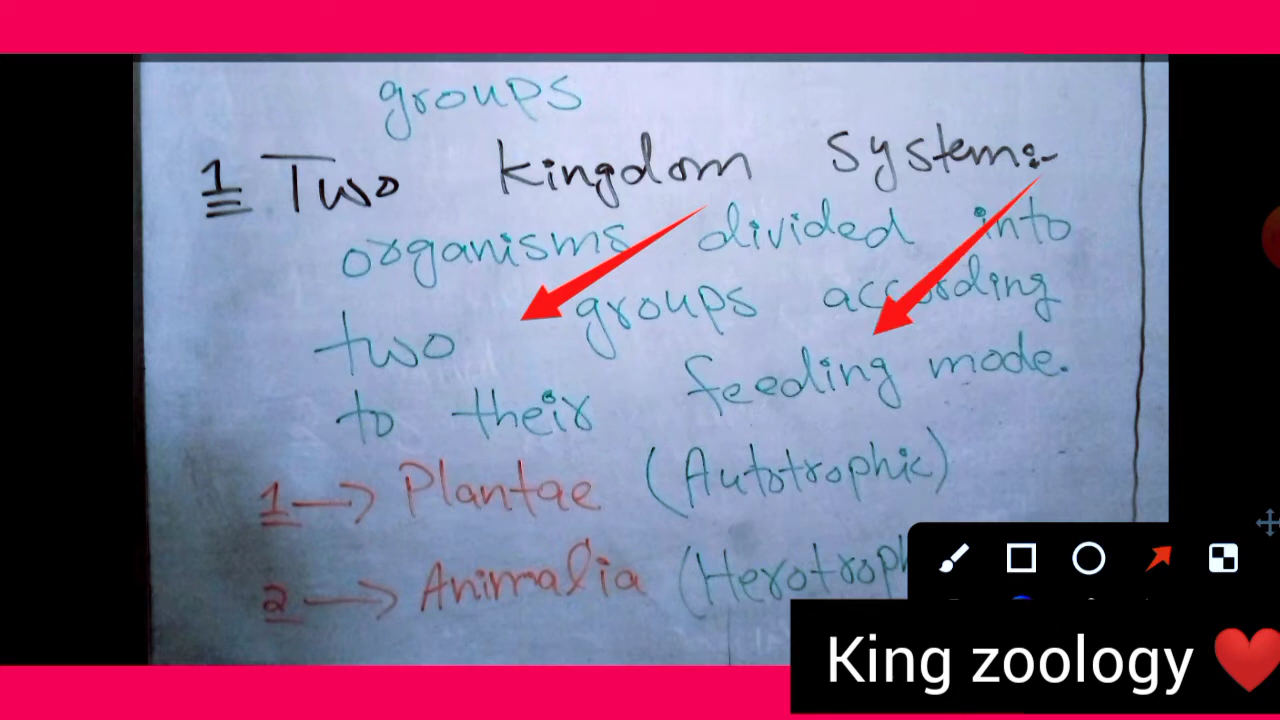 groups
1 Two kingdom system:-
organisms divided into
two groups according
to their feeding mode.
1 → Plantae (Autotrophic)
2 → Animalia (Herotroph
King zoology ❤️